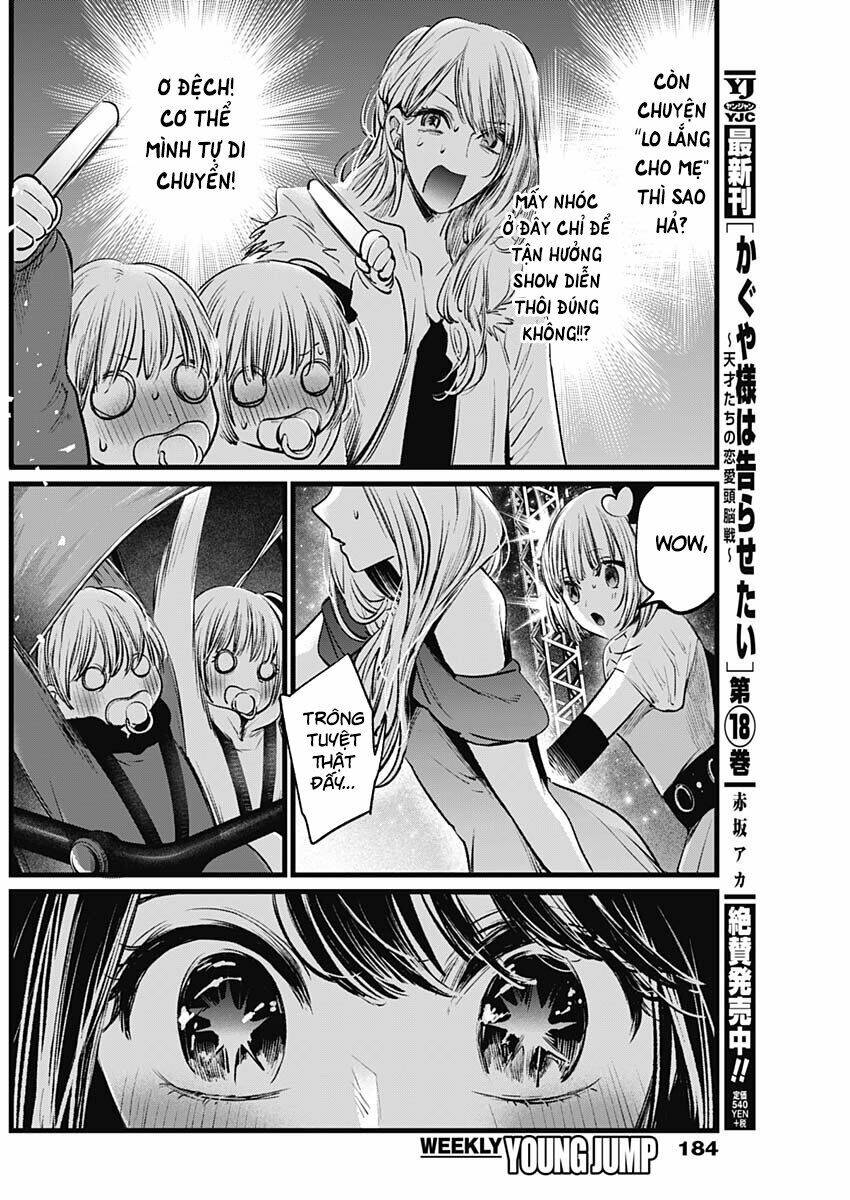 CÒN
CHUYỆN
"LO LẮNG
CHO MẸ"
THÌ SAO
HẢ?
MẤY NHÓC
Ở ĐÂY CHỈ ĐỂ
TẬN HƯỞNG
SHOW DIỄN
THÔI ĐÚNG
KHÔNG!!?
Ơ ĐỆCH!
CƠ THỂ
MÌNH TỰ DI
CHUYỂN!
WOW,
TRÔNG
TUYỆT
THẬT
ĐẤY...
YJ
ヤンジャン
YJC
最新刊[かぐや様は告らせたい]第⑱巻
~天才たちの恋愛頭脳戦~
赤坂アカ
絶賛発売中!!
定価
540
YEN
+税
WEEKLY YOUNG JUMP 184